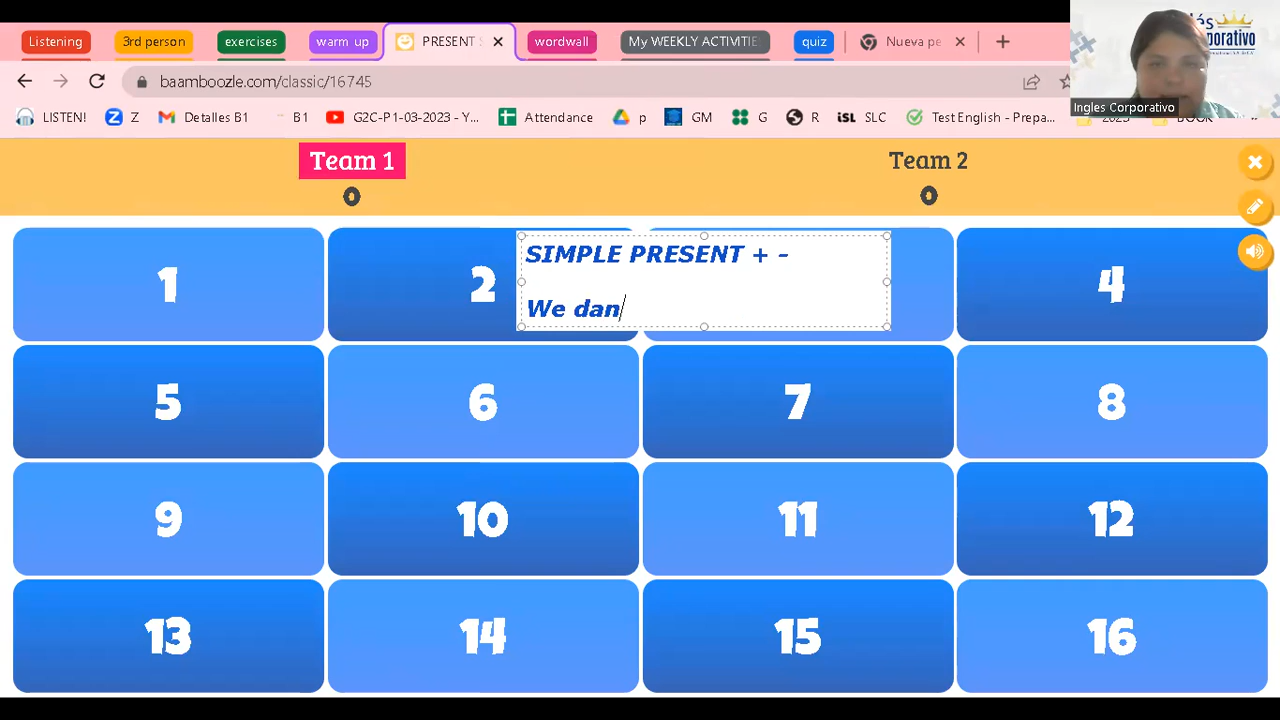 Listening
3rd person
exercises
warm up
PRESENT S
wordwall
My WEEKLY ACTIVITIE
quiz
Nueva pe
Ingles Corporativo
baamboozle.com/classic/16745
LISTEN!
Z
Detalles B1
B1
G2C-P1-03-2023 - Y...
Attendance
p
GM
G
R
iSL
SLC
Test English - Prepa...
2023
BOOK
»
Team 1
Team 2
0
0
1
2
SIMPLE PRESENT + -
We dan
4
5
6
7
8
9
10
11
12
13
14
15
16